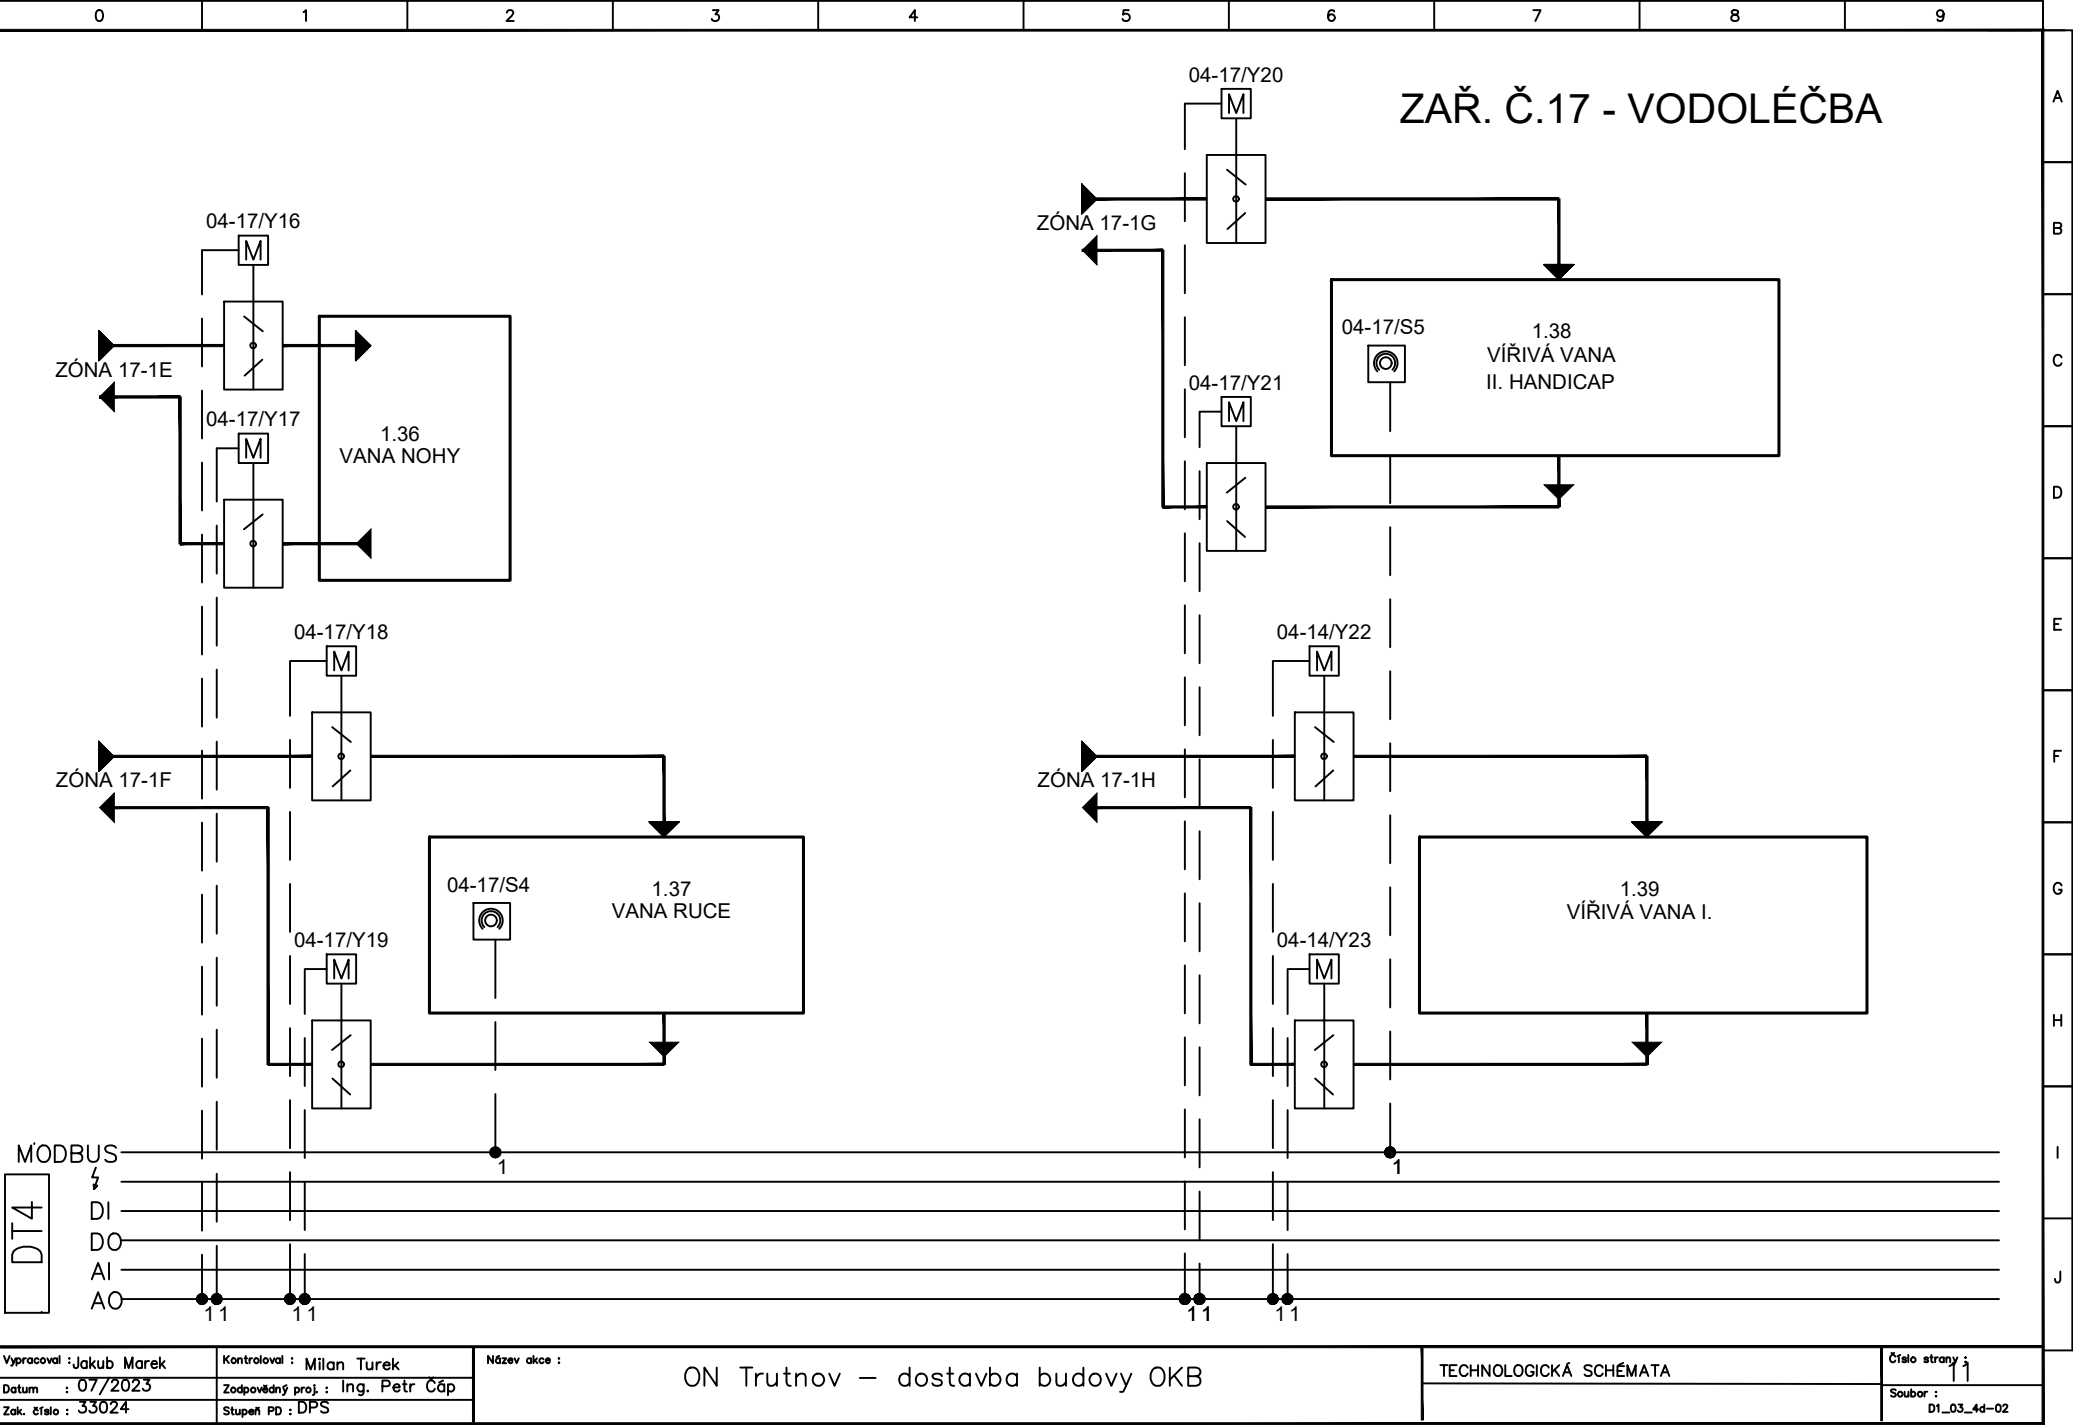 0 1 2 3 4 5 6 7 8 9
ZAŘ. Č.17 - VODOLÉČBA
A
B
C
D
E
F
G
H
I
J
04-17/Y16
M
ZÓNA 17-1E
04-17/Y17
M
1.36
VANA NOHY
04-17/Y18
M
ZÓNA 17-1F
04-17/S4
1.37
VANA RUCE
04-17/Y19
M
04-17/Y20
M
ZÓNA 17-1G
04-17/S5
1.38
VÍŘIVÁ VANA
II. HANDICAP
04-17/Y21
M
04-14/Y22
M
ZÓNA 17-1H
1.39
VÍŘIVÁ VANA I.
04-14/Y23
M
MODBUS
1 1
DT4
DI
DO
AI
AO
1 1 1 1 1 1 1 1
Vypracoval : Jakub Marek
Datum : 07/2023
Zak. číslo : 33024
Kontroloval : Milan Turek
Zodpovědný proj. : Ing. Petr Čáp
Stupeň PD : DPS
Název akce :
ON Trutnov – dostavba budovy OKB
TECHNOLOGICKÁ SCHÉMATA
Číslo strany :
11
Soubor :
D1_03_4d-02